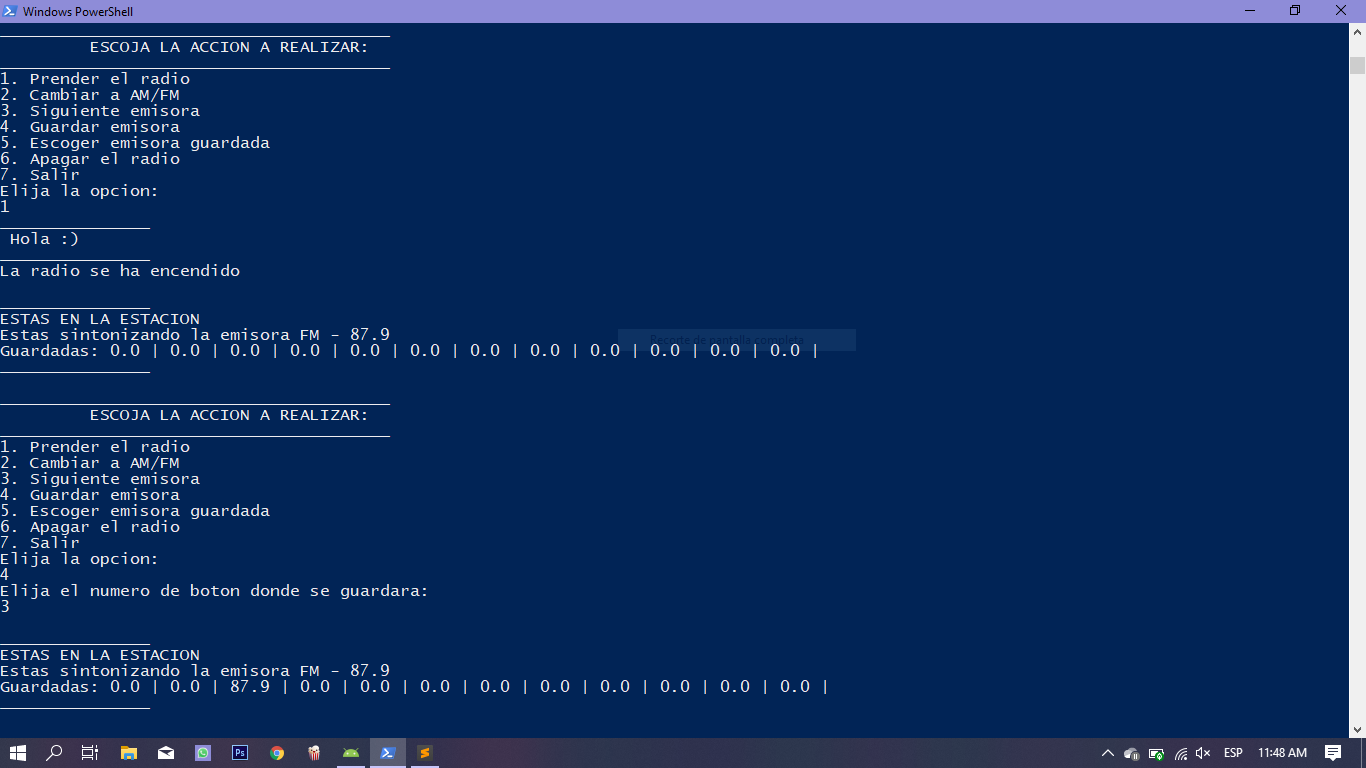 Windows PowerShell
ESCOJA LA ACCION A REALIZAR:
1. Prender el radio
2. Cambiar a AM/FM
3. Siguiente emisora
4. Guardar emisora
5. Escoger emisora guardada
6. Apagar el radio
7. Salir
Elija la opcion:
1
Hola :)
La radio se ha encendido
ESTAS EN LA ESTACION
Estas sintonizando la emisora FM - 87.9
Recorte de pantalla completa
Guardadas: 0.0 | 0.0 | 0.0 | 0.0 | 0.0 | 0.0 | 0.0 | 0.0 | 0.0 | 0.0 | 0.0 | 0.0 |
ESCOJA LA ACCION A REALIZAR:
1. Prender el radio
2. Cambiar a AM/FM
3. Siguiente emisora
4. Guardar emisora
5. Escoger emisora guardada
6. Apagar el radio
7. Salir
Elija la opcion:
4
Elija el numero de boton donde se guardara:
3
ESTAS EN LA ESTACION
Estas sintonizando la emisora FM - 87.9
Guardadas: 0.0 | 0.0 | 87.9 | 0.0 | 0.0 | 0.0 | 0.0 | 0.0 | 0.0 | 0.0 | 0.0 | 0.0 |
Ps
ESP
11:48 AM